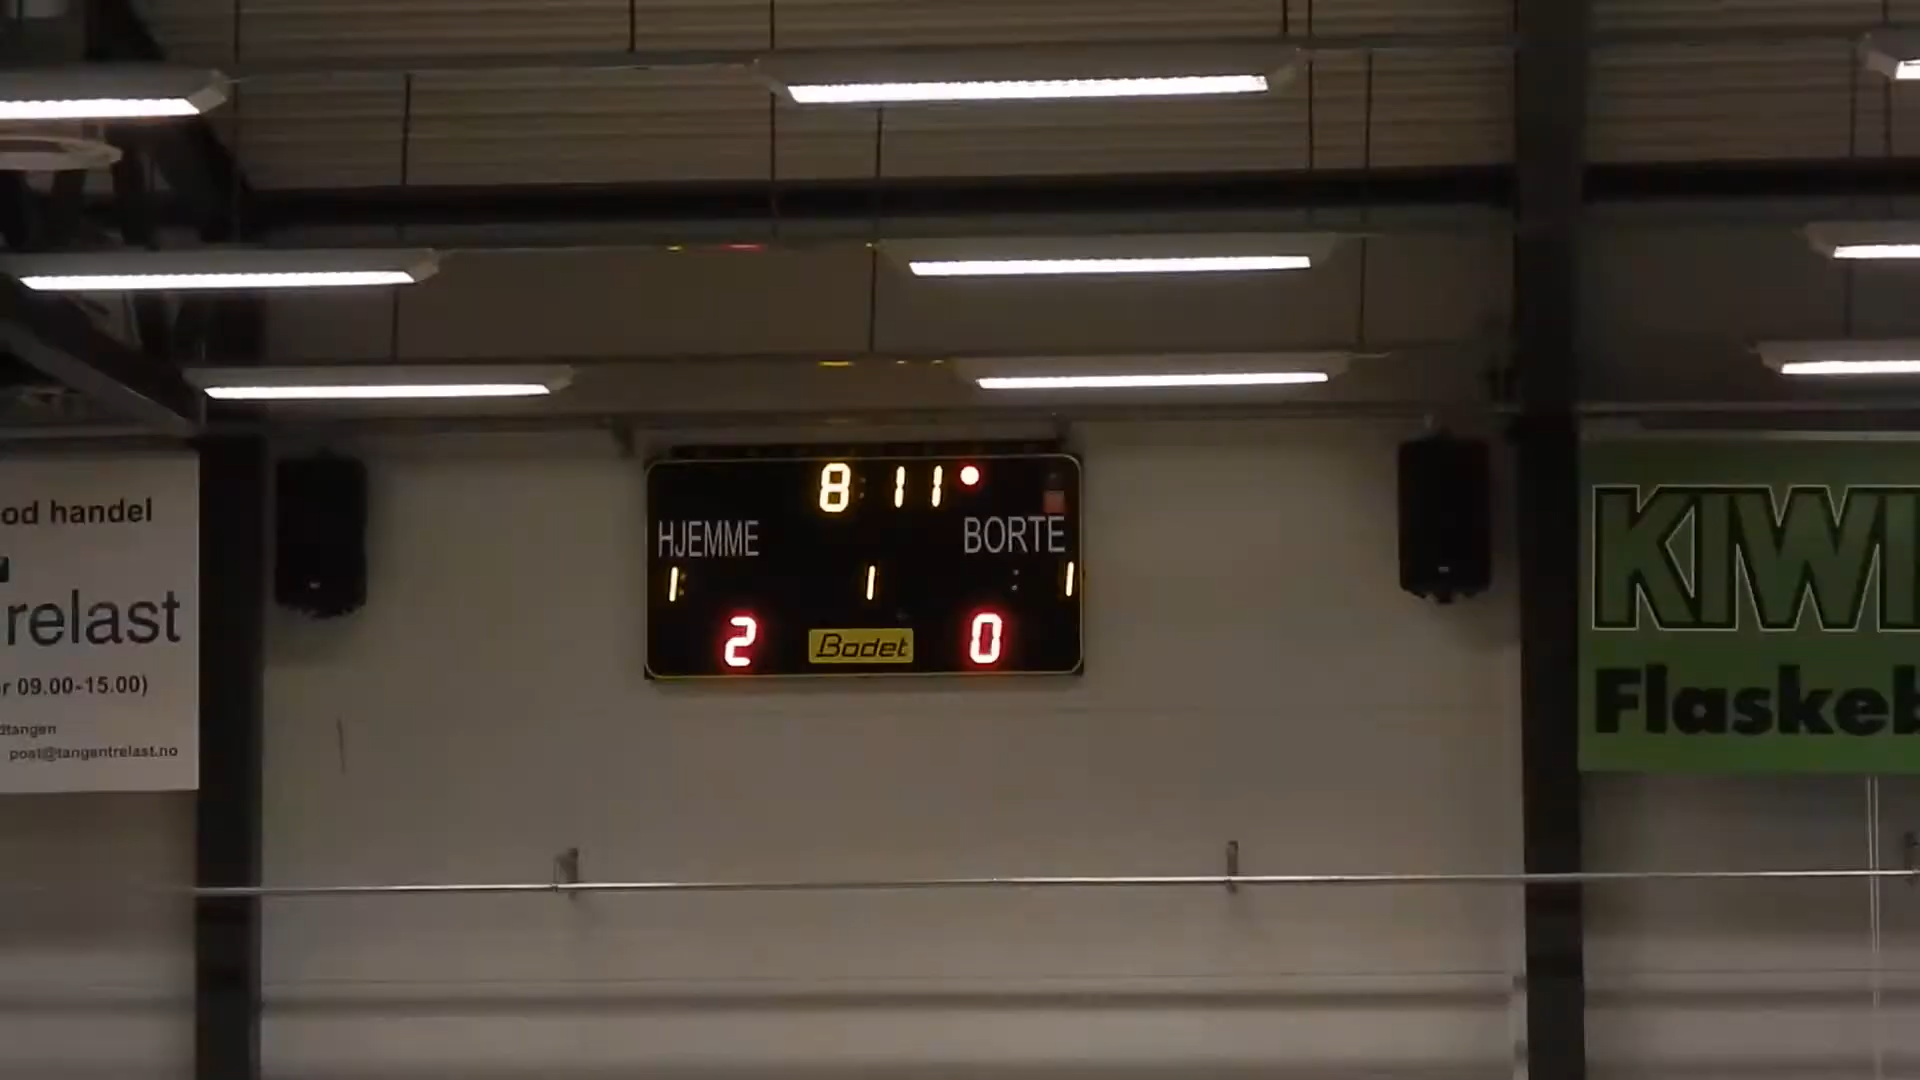 od handel
relast
r 09.00-15.00)
dtangen
post@tangentrelast.no
8:11
HJEMME BORTE
1 1 1
2 Bodet 0
KIWI
Flaskeb